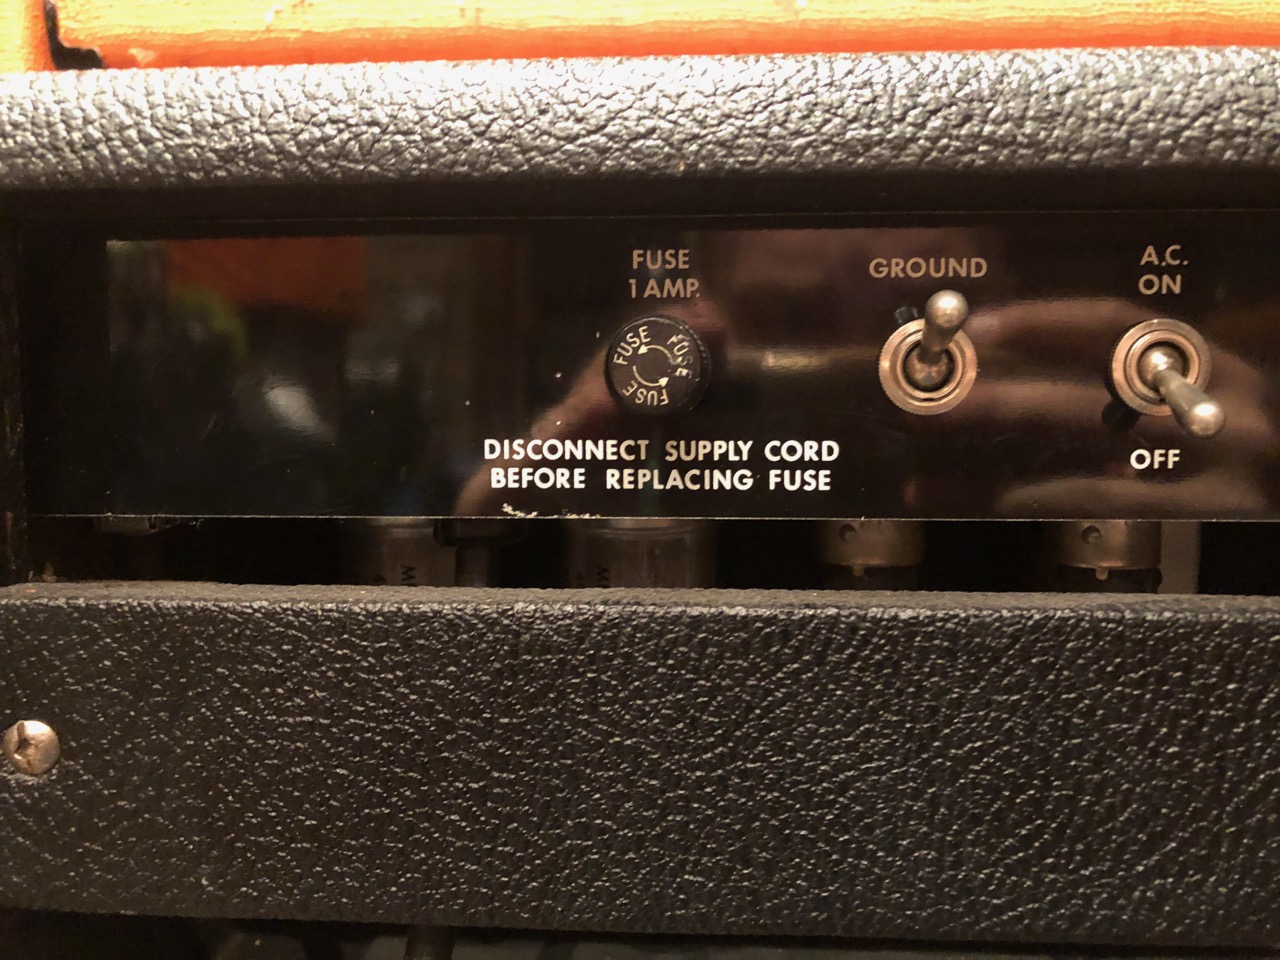 FUSE
1 AMP.
GROUND
A.C.
ON
FUSE FUSE FUSE
DISCONNECT SUPPLY CORD
BEFORE REPLACING FUSE
OFF